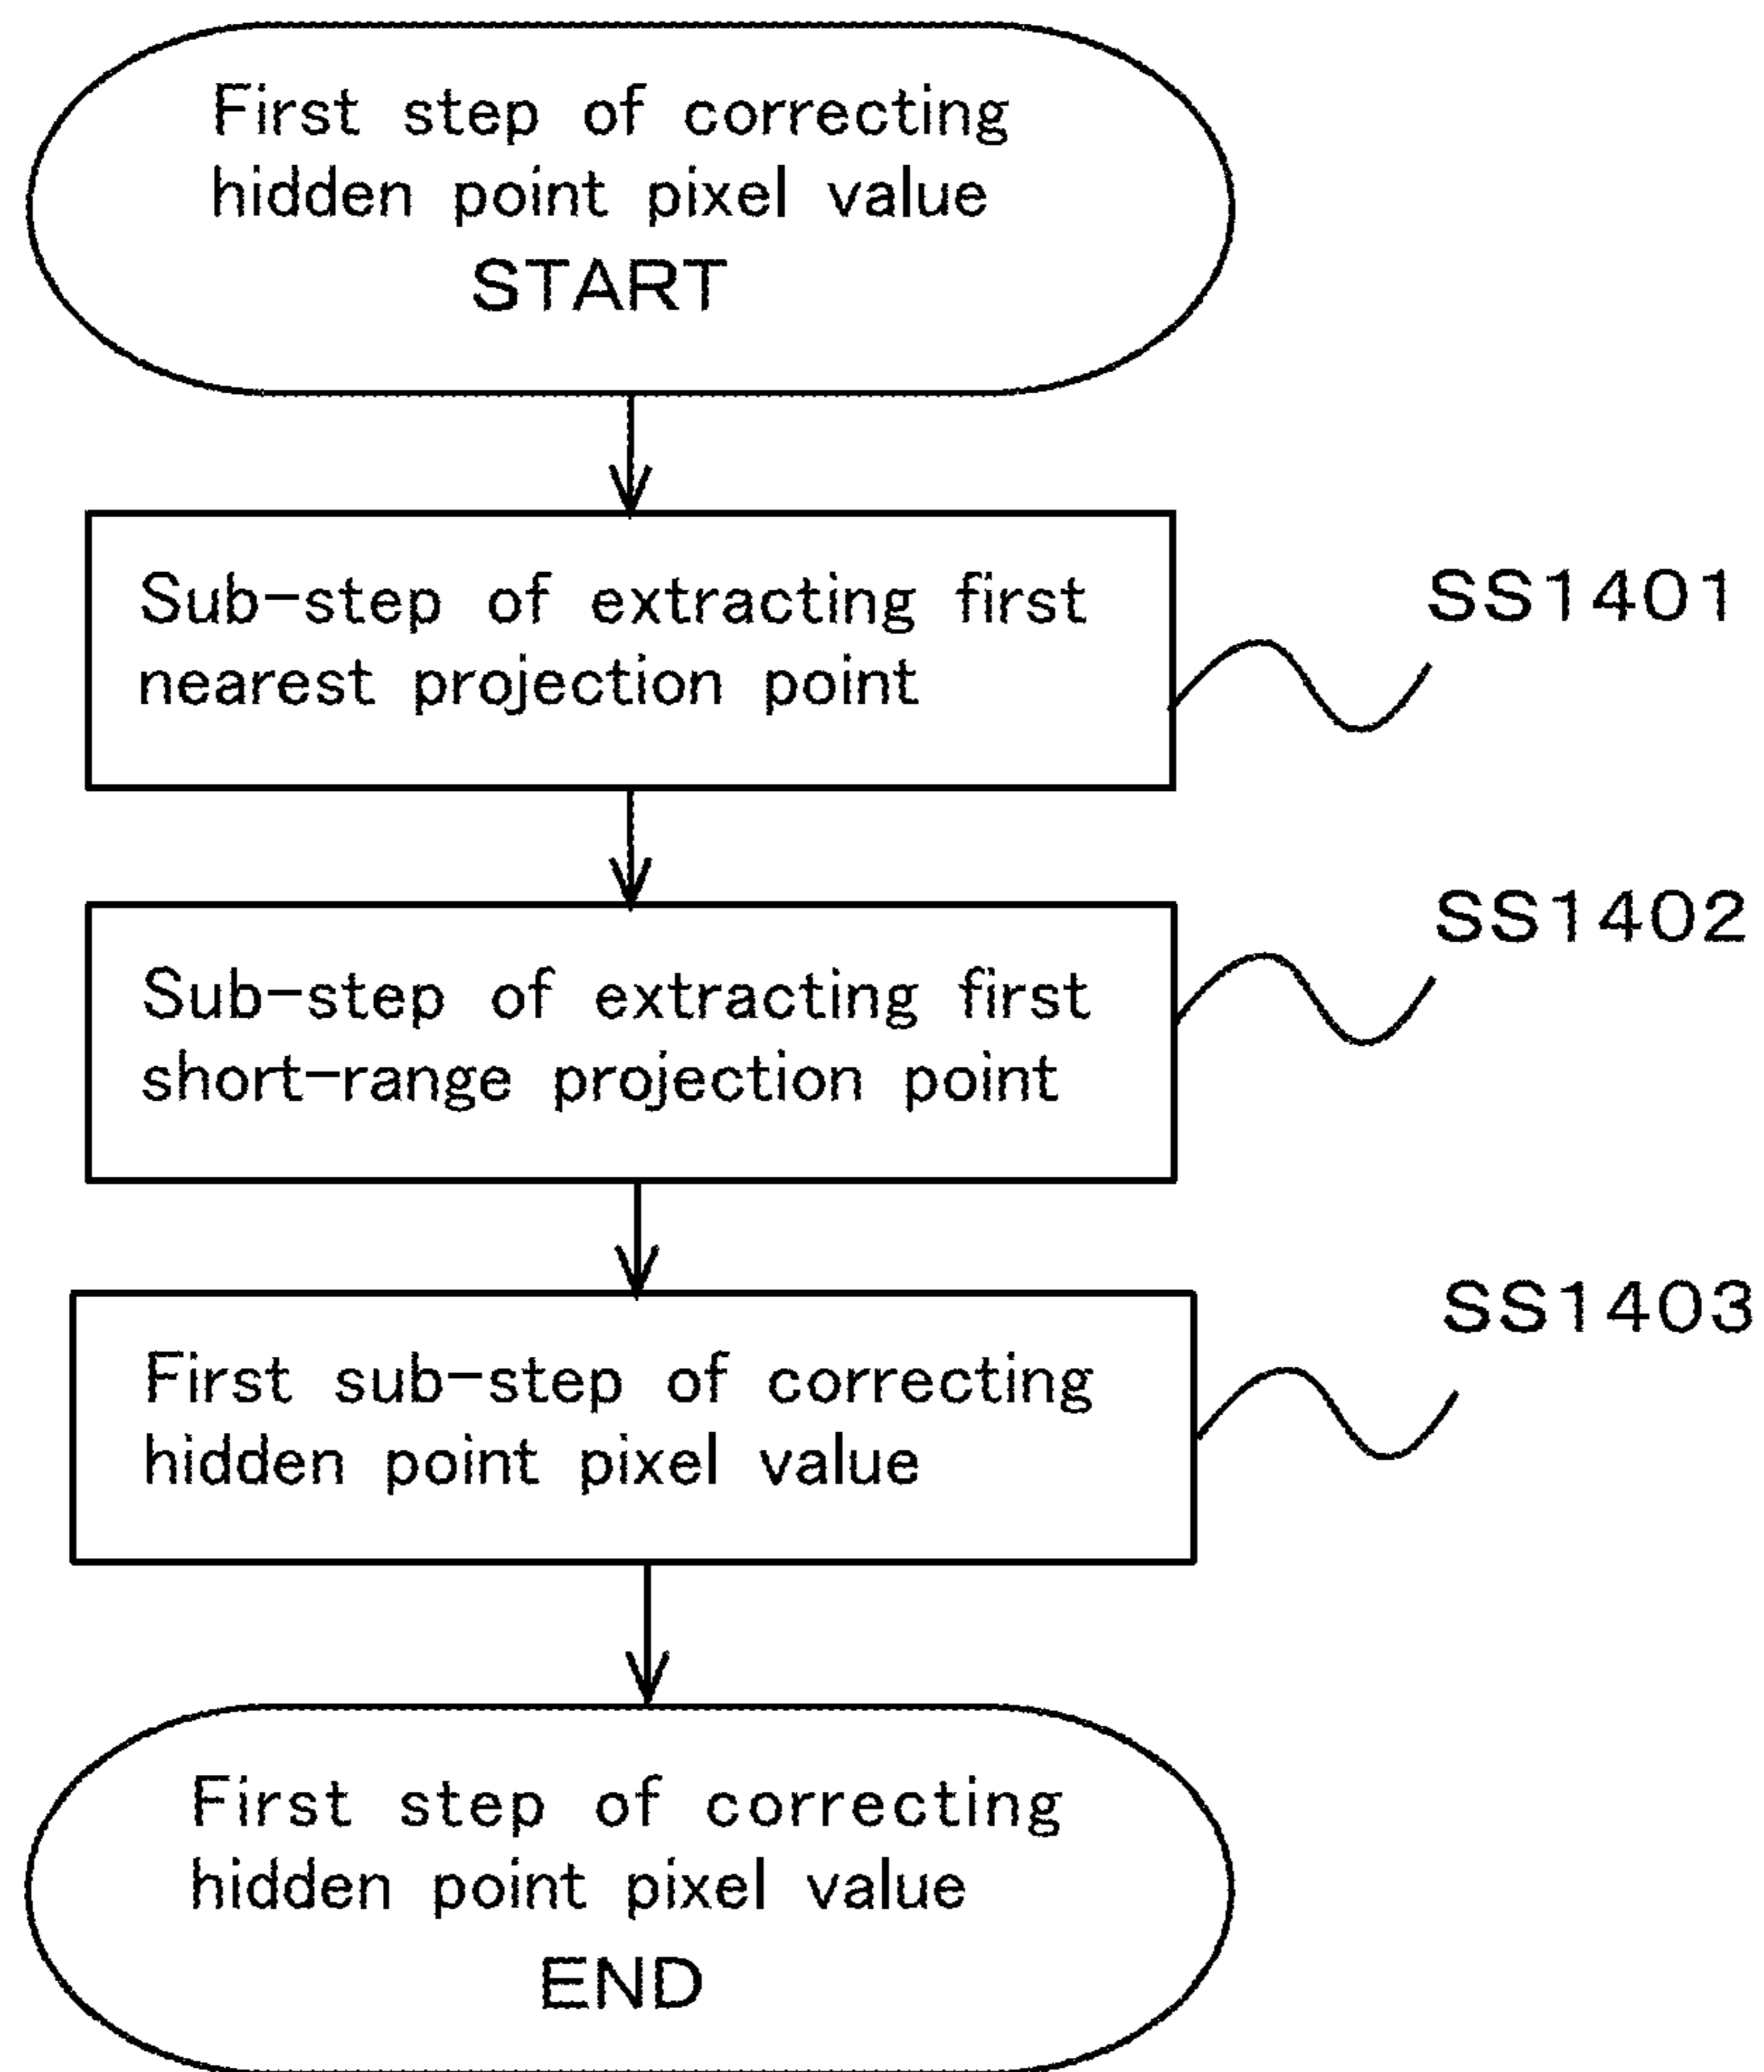 First step of correcting
hidden point pixel value
START
Sub-step of extracting first
nearest projection point
SS1401
Sub-step of extracting first
short-range projection point
SS1402
First sub-step of correcting
hidden point pixel value
SS1403
First step of correcting
hidden point pixel value
END